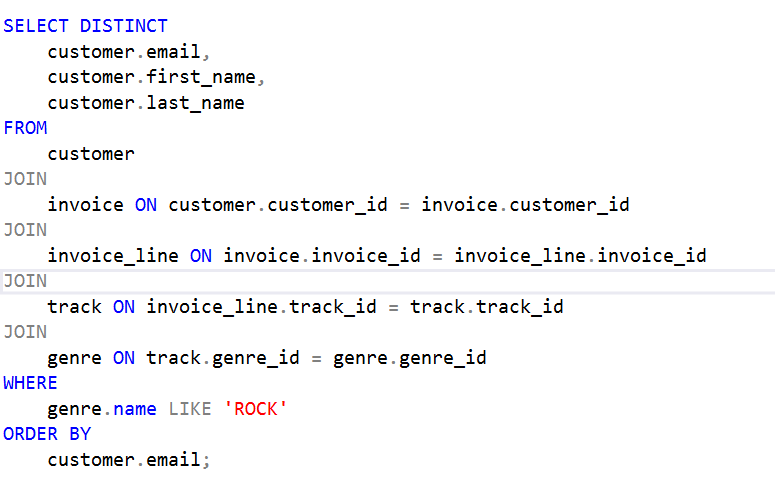 SELECT DISTINCT
    customer.email,
    customer.first_name,
    customer.last_name
FROM
    customer
JOIN
    invoice ON customer.customer_id = invoice.customer_id
JOIN
    invoice_line ON invoice.invoice_id = invoice_line.invoice_id
JOIN
    track ON invoice_line.track_id = track.track_id
JOIN
    genre ON track.genre_id = genre.genre_id
WHERE
    genre.name LIKE 'ROCK'
ORDER BY
    customer.email;